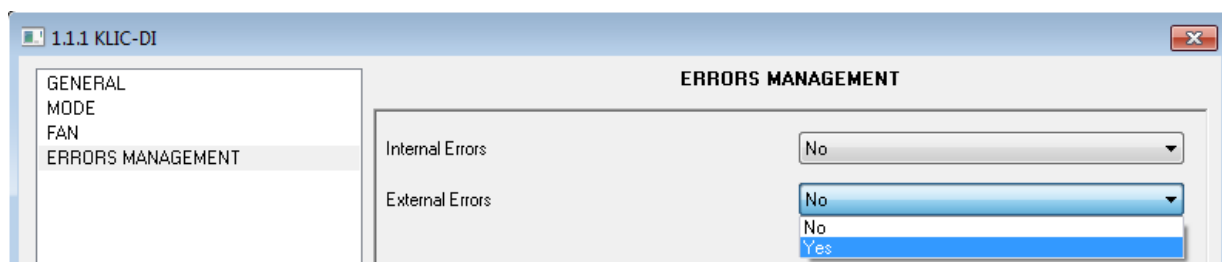 1.1.1 KLIC-DI
GENERAL
MODE
FAN
ERRORS MANAGEMENT
ERRORS MANAGEMENT
Internal Errors No
External Errors No
No
Yes